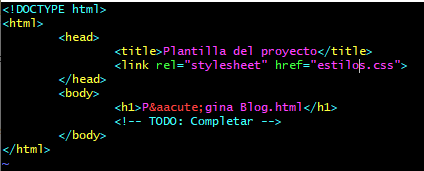 <!DOCTYPE html>
<html>
<head>
<title>Plantilla del proyecto</title>
<link rel="stylesheet" href="estilos.css">
</head>
<body>
<h1>P&aacute;gina Blog.html</h1>
<!-- TODO: Completar -->
</body>
</html>
~